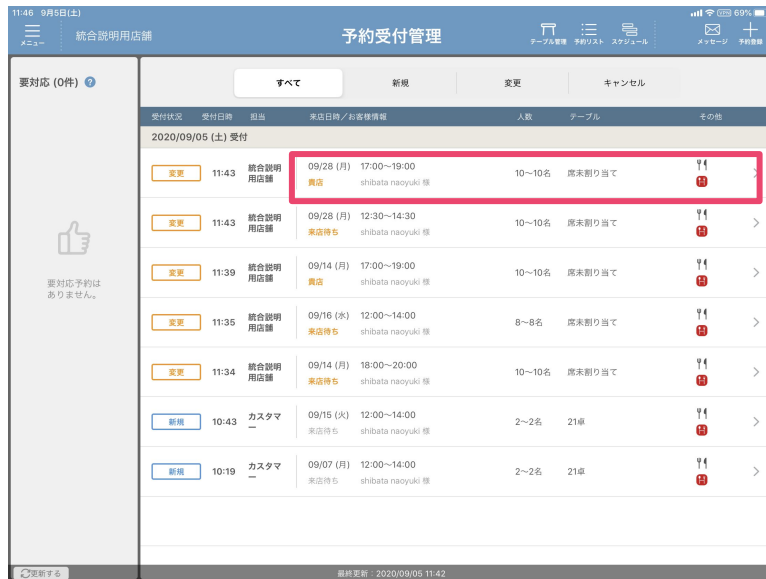 11:46 9月5日(土)
VPN 69%
メニュー
統合説明用店舗
予約受付管理
テーブル管理 予約リスト スケジュール
メッセージ 予約登録
要対応 (0件) ?
すべて 新規 変更 キャンセル
受付状況 受付日時 担当 来店日時／お客様情報 人数 テーブル その他
2020/09/05 (土) 受付
変更 11:43 統合説明用店舗 09/28 (月) 17:00～19:00 10～10名 席未割り当て
貴店 shibata naoyuki 様
変更 11:43 統合説明用店舗 09/28 (月) 12:30～14:30 10～10名 席未割り当て
来店待ち shibata naoyuki 様
変更 11:39 統合説明用店舗 09/14 (月) 17:00～19:00 10～10名 席未割り当て
貴店 shibata naoyuki 様
要対応予約は
ありません。
変更 11:35 統合説明用店舗 09/16 (水) 12:00～14:00 8～8名 席未割り当て
来店待ち shibata naoyuki 様
変更 11:34 統合説明用店舗 09/14 (月) 18:00～20:00 10～10名 席未割り当て
来店待ち shibata naoyuki 様
新規 10:43 カスタマー 09/15 (火) 12:00～14:00 2～2名 21卓
来店待ち shibata naoyuki 様
新規 10:19 カスタマー 09/07 (月) 12:00～14:00 2～2名 21卓
来店待ち shibata naoyuki 様
更新する
最終更新：2020/09/05 11:42